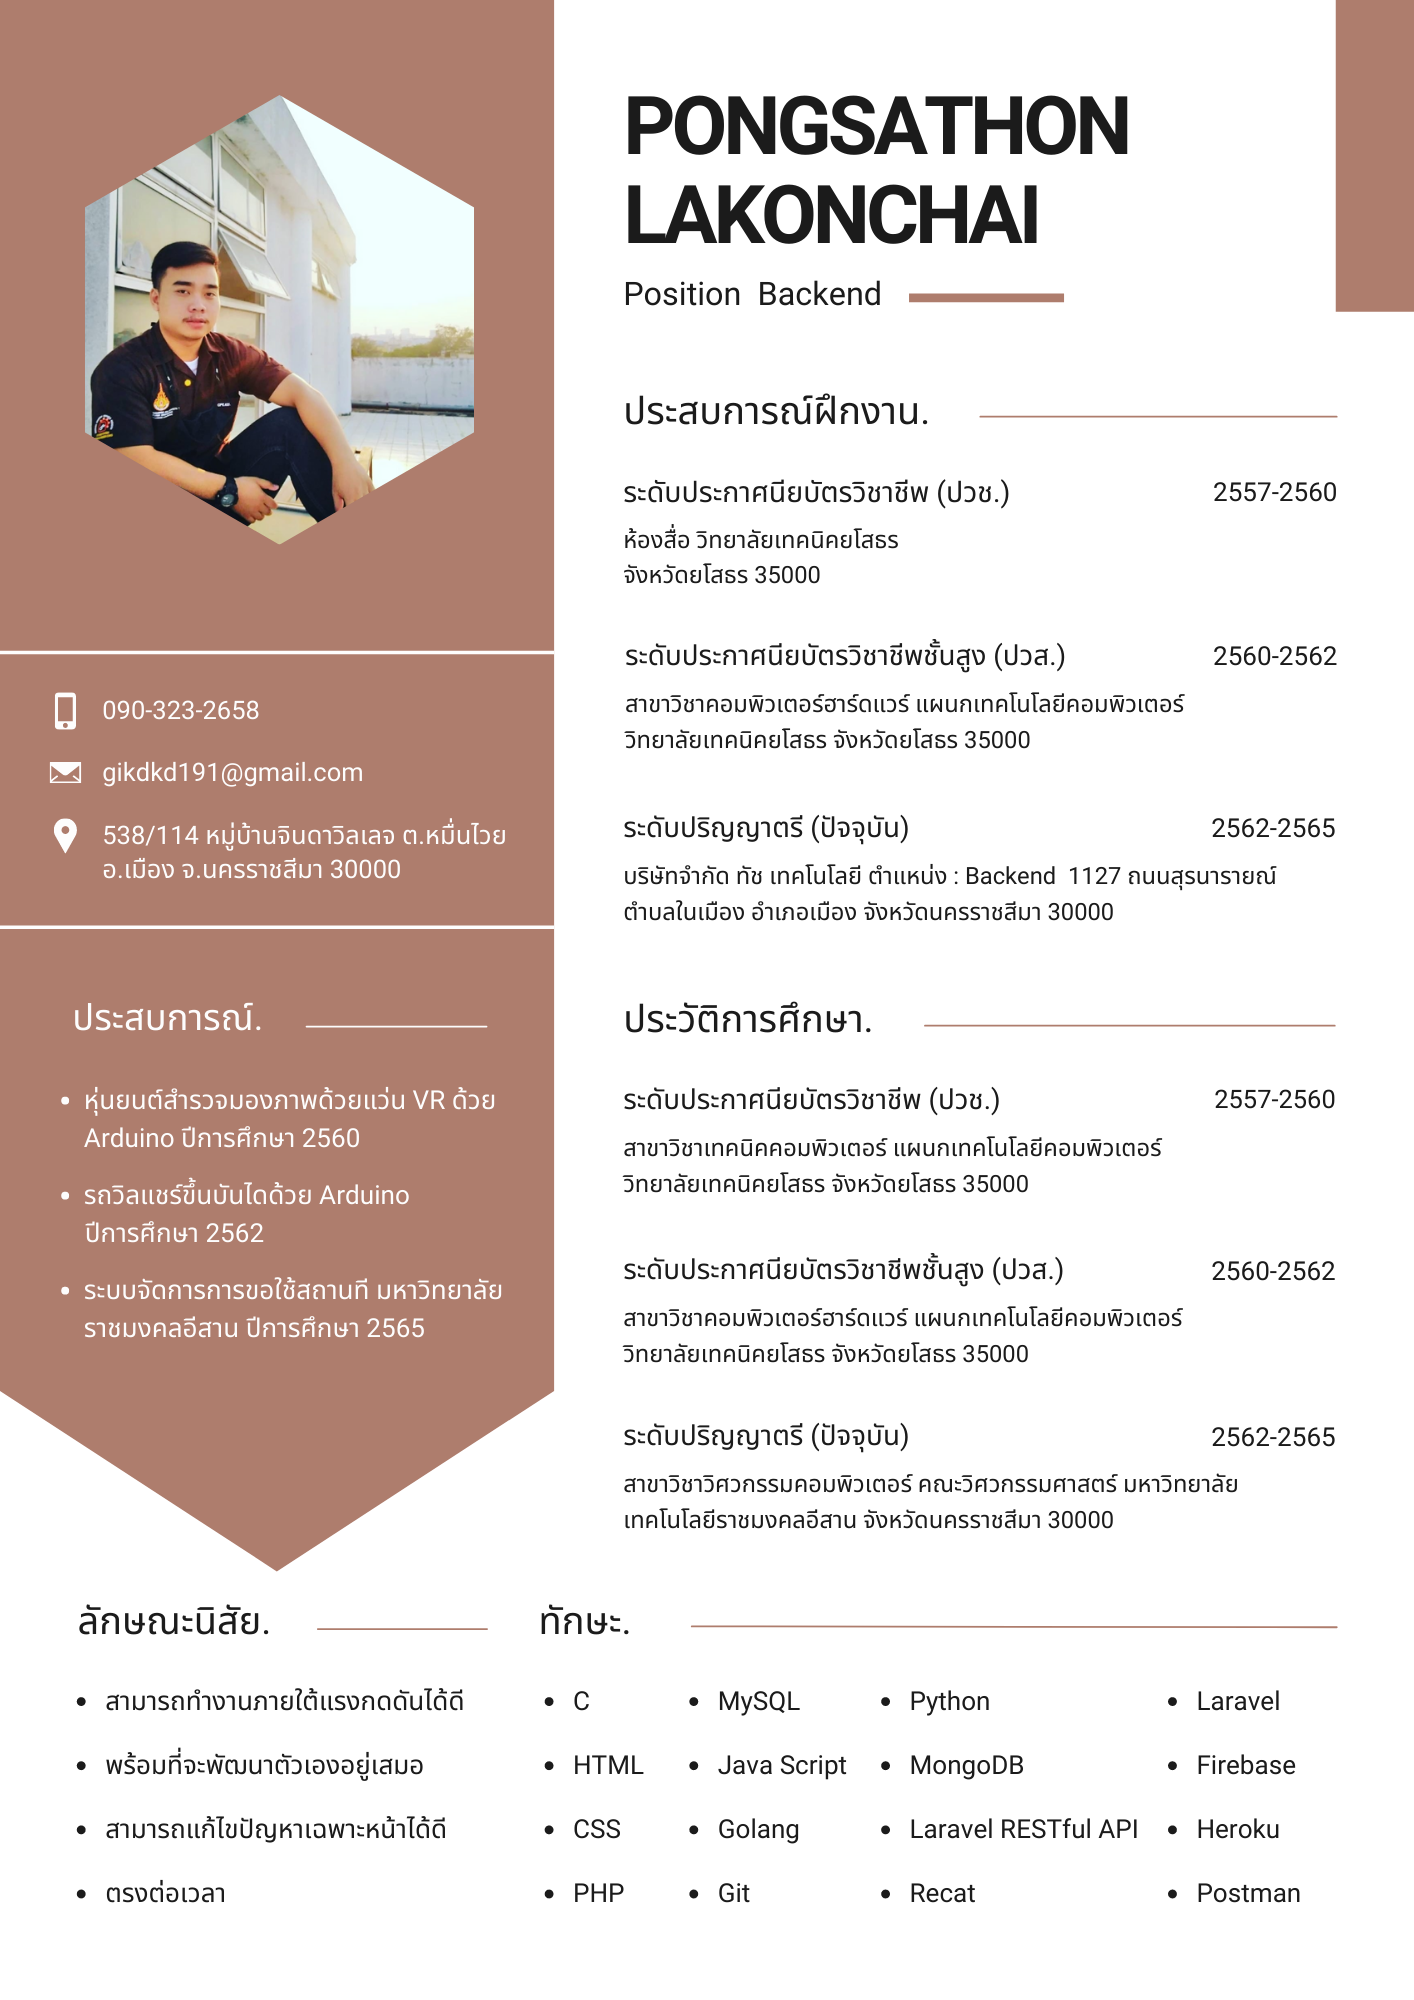 PONGSATHON
LAKONCHAI
Position Backend
090-323-2658
gikdkd191@gmail.com
538/114 หมู่บ้านจินดาวิลเลจ ต.หมื่นไวย
อ.เมือง จ.นครราชสีมา 30000
ประสบการณ์.
• หุ่นยนต์สำรวจมองภาพด้วยแว่น VR ด้วย
Arduino ปีการศึกษา 2560
• รถวิลแชร์ขึ้นบันไดด้วย Arduino
ปีการศึกษา 2562
• ระบบจัดการการขอใช้สถานที มหาวิทยาลัย
ราชมงคลอีสาน ปีการศึกษา 2565
ประสบการณ์ฝึกงาน.
ระดับประกาศนียบัตรวิชาชีพ (ปวช.) 2557-2560
ห้องสื่อ วิทยาลัยเทคนิคยโสธร
จังหวัดยโสธร 35000
ระดับประกาศนียบัตรวิชาชีพชั้นสูง (ปวส.) 2560-2562
สาขาวิชาคอมพิวเตอร์ฮาร์ดแวร์ แผนกเทคโนโลยีคอมพิวเตอร์
วิทยาลัยเทคนิคยโสธร จังหวัดยโสธร 35000
ระดับปริญญาตรี (ปัจจุบัน) 2562-2565
บริษัทจำกัด ทัช เทคโนโลยี ตำแหน่ง : Backend 1127 ถนนสุรนารายณ์
ตำบลในเมือง อำเภอเมือง จังหวัดนครราชสีมา 30000
ประวัติการศึกษา.
ระดับประกาศนียบัตรวิชาชีพ (ปวช.) 2557-2560
สาขาวิชาเทคนิคคอมพิวเตอร์ แผนกเทคโนโลยีคอมพิวเตอร์
วิทยาลัยเทคนิคยโสธร จังหวัดยโสธร 35000
ระดับประกาศนียบัตรวิชาชีพชั้นสูง (ปวส.) 2560-2562
สาขาวิชาคอมพิวเตอร์ฮาร์ดแวร์ แผนกเทคโนโลยีคอมพิวเตอร์
วิทยาลัยเทคนิคยโสธร จังหวัดยโสธร 35000
ระดับปริญญาตรี (ปัจจุบัน) 2562-2565
สาขาวิชาวิศวกรรมคอมพิวเตอร์ คณะวิศวกรรมศาสตร์ มหาวิทยาลัย
เทคโนโลยีราชมงคลอีสาน จังหวัดนครราชสีมา 30000
ลักษณะนิสัย.
• สามารถทำงานภายใต้แรงกดดันได้ดี
• พร้อมที่จะพัฒนาตัวเองอยู่เสมอ
• สามารถแก้ไขปัญหาเฉพาะหน้าได้ดี
• ตรงต่อเวลา
ทักษะ.
• C • MySQL • Python • Laravel
• HTML • Java Script • MongoDB • Firebase
• CSS • Golang • Laravel RESTful API • Heroku
• PHP • Git • Recat • Postman